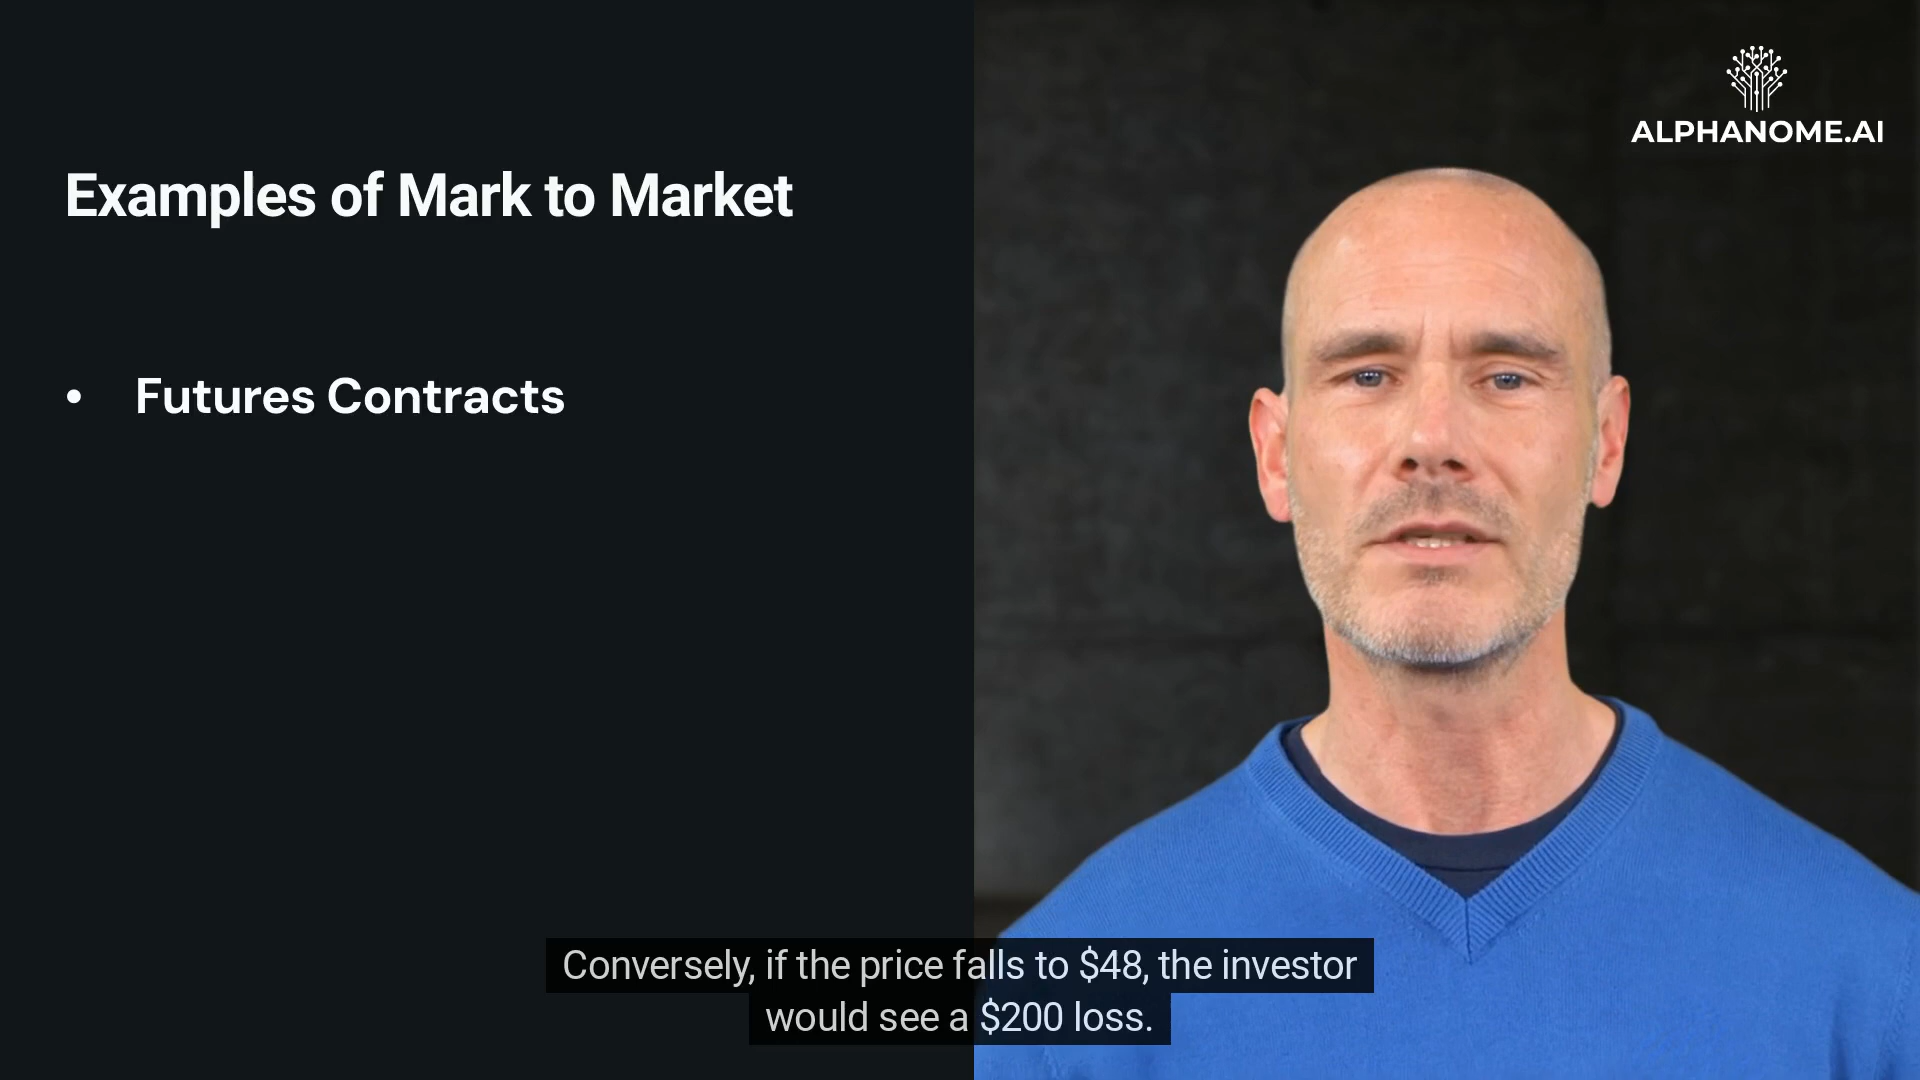 ALPHANOME.AI
Examples of Mark to Market
• Futures Contracts
Conversely, if the price falls to $48, the investor
would see a $200 loss.